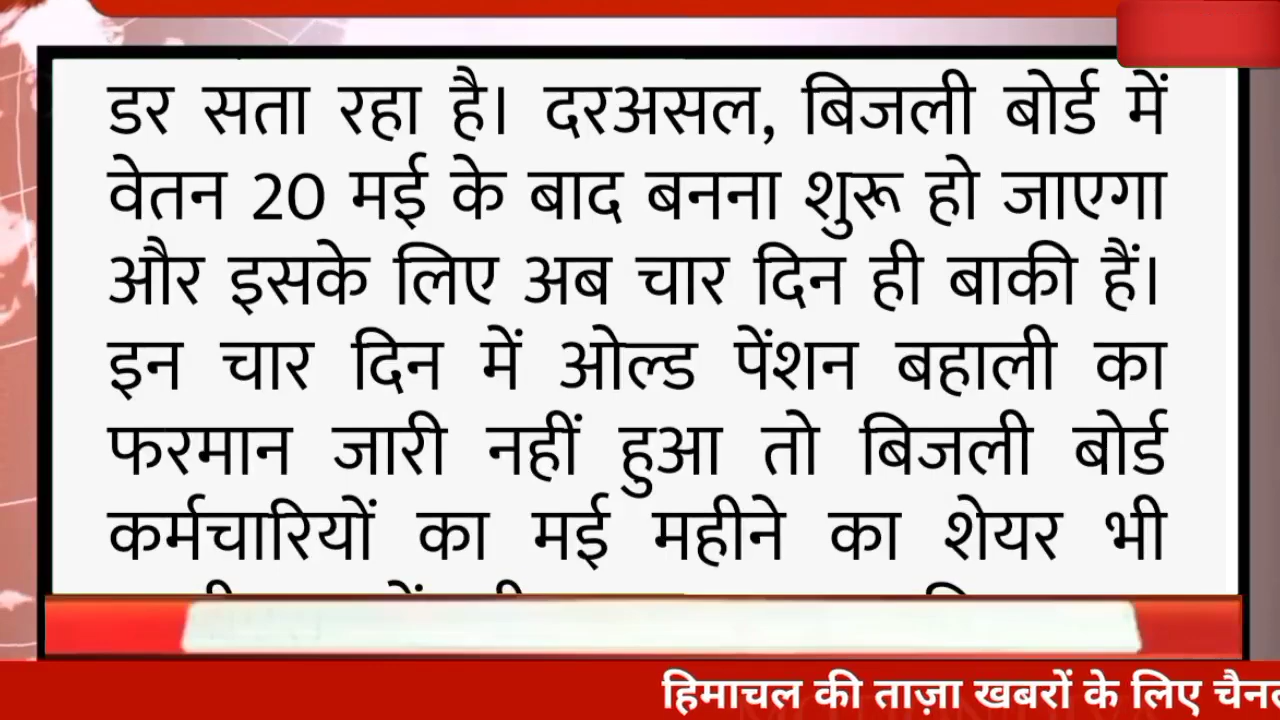 डर सता रहा है। दरअसल, बिजली बोर्ड में
वेतन 20 मई के बाद बनना शुरू हो जाएगा
और इसके लिए अब चार दिन ही बाकी हैं।
इन चार दिन में ओल्ड पेंशन बहाली का
फरमान जारी नहीं हुआ तो बिजली बोर्ड
कर्मचारियों का मई महीने का शेयर भी
हिमाचल की ताज़ा खबरों के लिए